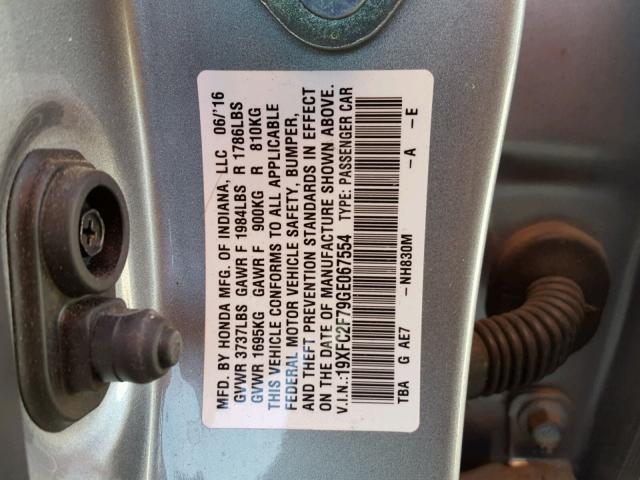 MFD. BY HONDA MFG. OF INDIANA, LLC 06/'16
GVWR 3737LBS GAWR F 1984LBS R 1786LBS
GVWR 1695KG GAWR F 900KG R 810KG
THIS VEHICLE CONFORMS TO ALL APPLICABLE
FEDERAL MOTOR VEHICLE SAFETY, BUMPER,
AND THEFT PREVENTION STANDARDS IN EFFECT
ON THE DATE OF MANUFACTURE SHOWN ABOVE.
V.I.N.:19XFC2F79GE067554 TYPE: PASSENGER CAR
TBA G AE7 -NH830M -A -E